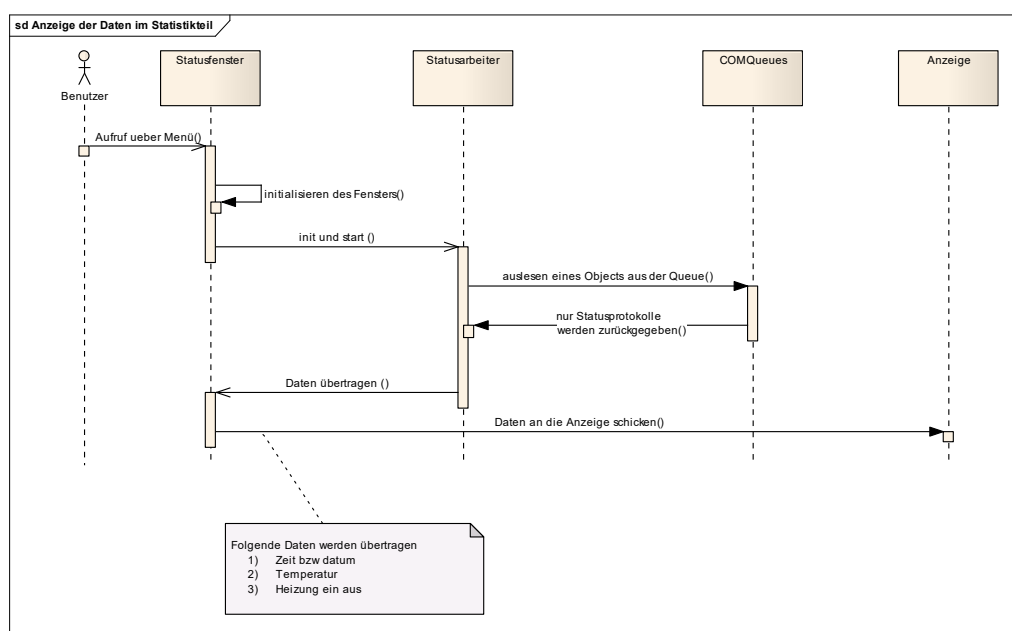 sd Anzeige der Daten im Statistikteil
Statusfenster
Statusarbeiter
COMQueues
Anzeige
Benutzer
Aufruf ueber Menü()
initialisieren des Fensters()
init und start ()
auslesen eines Objects aus der Queue()
nur Statusprotokolle
werden zurückgegeben()
Daten übertragen ()
Daten an die Anzeige schicken()
Folgende Daten werden übertragen
1) Zeit bzw datum
2) Temperatur
3) Heizung ein aus